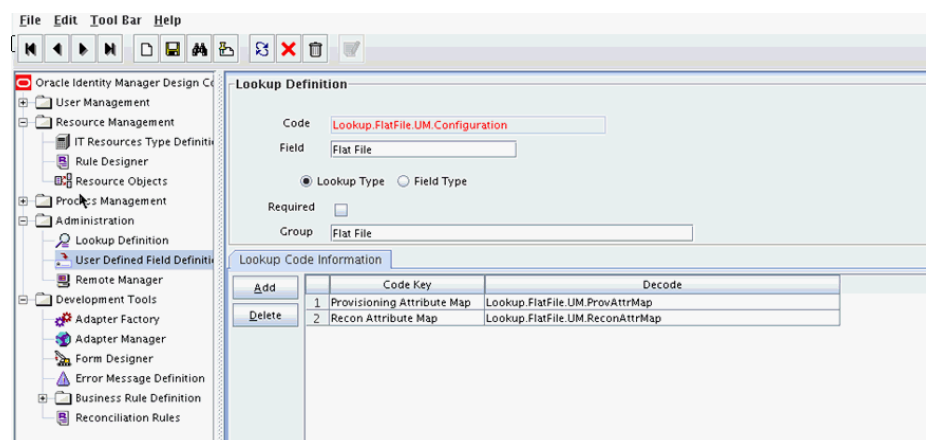 File Edit Tool Bar Help
Oracle Identity Manager Design Co
User Management
Resource Management
IT Resources Type Definiti
Rule Designer
Resource Objects
Process Management
Administration
Lookup Definition
User Defined Field Definiti
Remote Manager
Development Tools
Adapter Factory
Adapter Manager
Form Designer
Error Message Definition
Business Rule Definition
Reconciliation Rules
Lookup Definition
Code Lookup.FlatFile.UM.Configuration
Field Flat File
Lookup Type Field Type
Required
Group Flat File
Lookup Code Information
Add
Delete
Code Key Decode
1 Provisioning Attribute Map Lookup.FlatFile.UM.ProvAttrMap
2 Recon Attribute Map Lookup.FlatFile.UM.ReconAttrMap